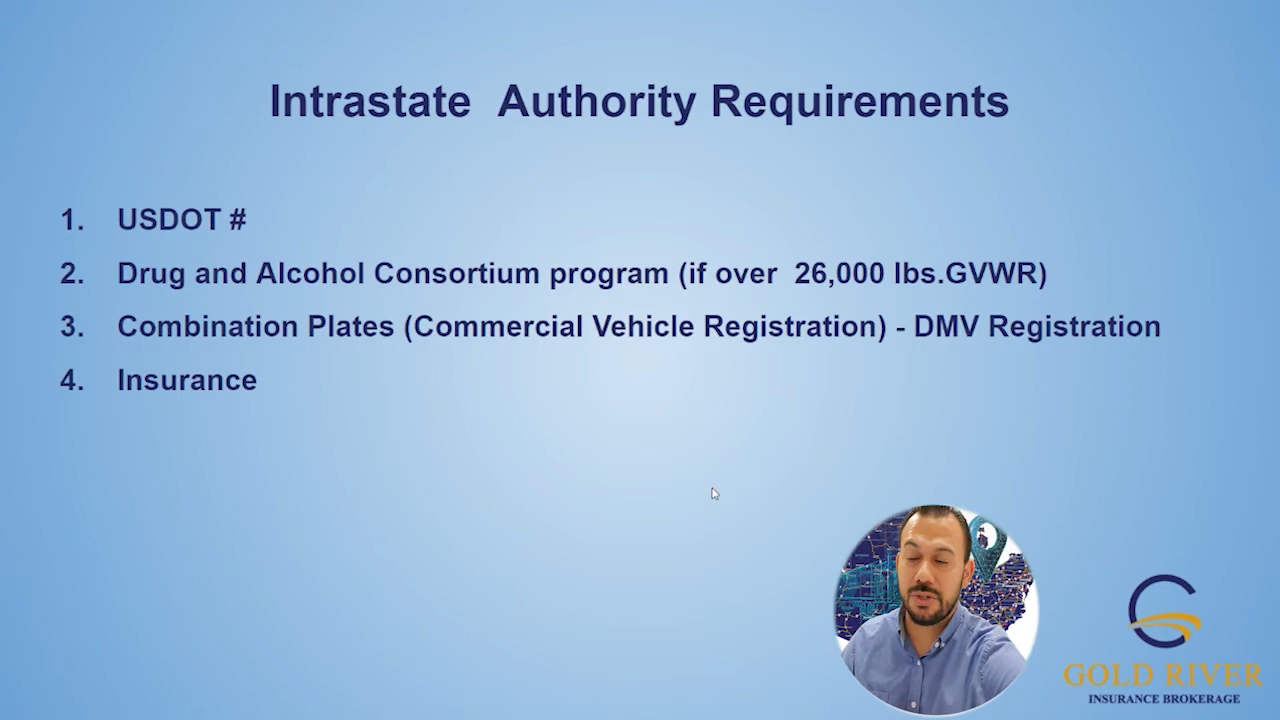 Intrastate  Authority Requirements
1. USDOT #
2. Drug and Alcohol Consortium program (if over  26,000 lbs.GVWR)
3. Combination Plates (Commercial Vehicle Registration) - DMV Registration
4. Insurance
GOLD RIVER
INSURANCE BROKERAGE